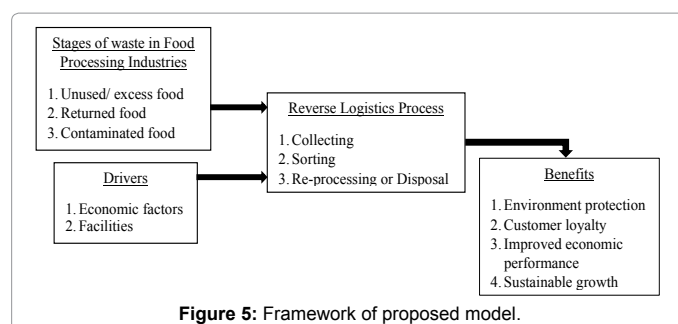 Stages of waste in Food
Processing Industries
1. Unused/ excess food
2. Returned food
3. Contaminated food
Drivers
1. Economic factors
2. Facilities
Reverse Logistics Process
1. Collecting
2. Sorting
3. Re-processing or Disposal
Benefits
1. Environment protection
2. Customer loyalty
3. Improved economic
performance
4. Sustainable growth
Figure 5: Framework of proposed model.